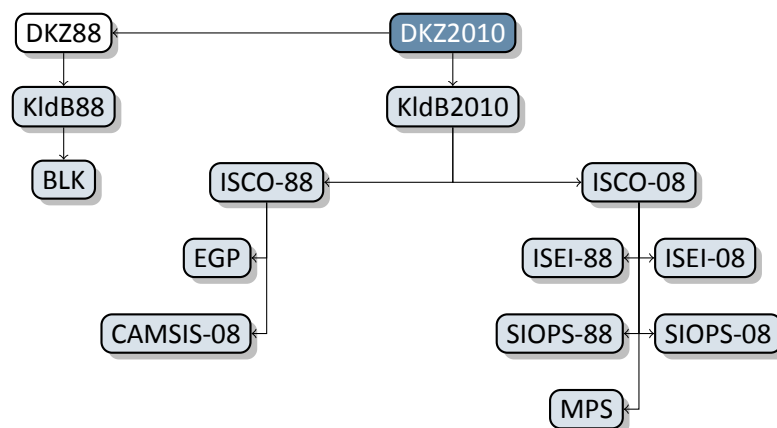 DKZ88 DKZ2010
KldB88 KldB2010
BLK ISCO-88 ISCO-08
EGP ISEI-88 ISEI-08
CAMSIS-08 SIOPS-88 SIOPS-08
MPS